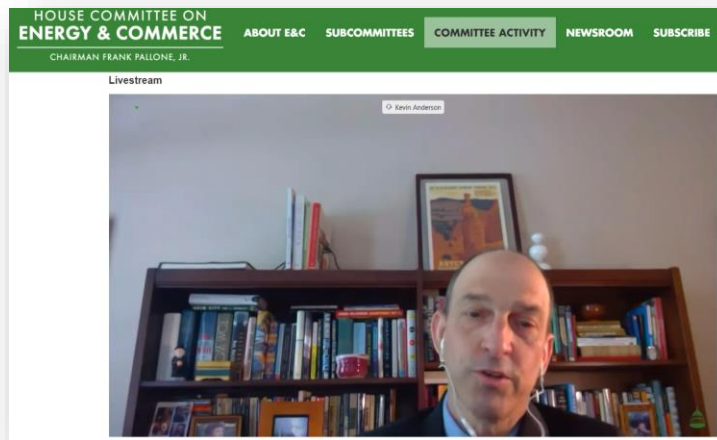 HOUSE COMMITTEE ON
ENERGY & COMMERCE
CHAIRMAN FRANK PALLONE, JR.
ABOUT E&C
SUBCOMMITTEES
COMMITTEE ACTIVITY
NEWSROOM
SUBSCRIBE
Livestream
Kevin Anderson